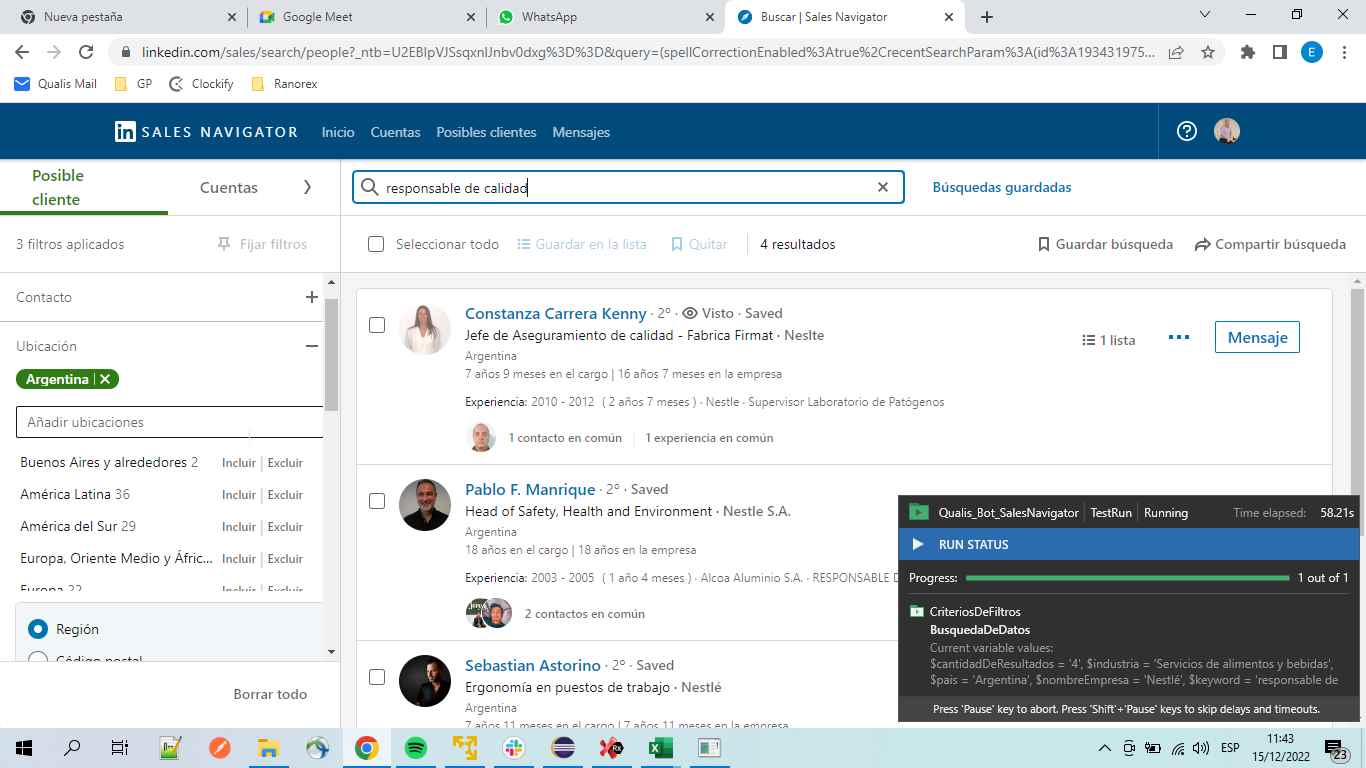 Nueva pestaña
Google Meet
WhatsApp
Buscar | Sales Navigator
linkedin.com/sales/search/people?_ntb=U2EBlpVJSsqxnlJnbv0dxg%3D%3D&query=(spellCorrectionEnabled%3Atrue%2CrecentSearchParam%3A(id%3A193431975...
E
Qualis Mail
GP
Clockify
Ranorex
in SALES NAVIGATOR
Inicio
Cuentas
Posibles clientes
Mensajes
Posible cliente
Cuentas
responsable de calidad
Búsquedas guardadas
3 filtros aplicados
Fijar filtros
Seleccionar todo
Guardar en la lista
Quitar
4 resultados
Guardar búsqueda
Compartir búsqueda
Contacto
Ubicación
Argentina
Añadir ubicaciones
Buenos Aires y alrededores 2 Incluir | Excluir
América Latina 36 Incluir | Excluir
América del Sur 29 Incluir | Excluir
Europa, Oriente Medio y Áfric... Incluir | Excluir
Europa 22 Incluir | Excluir
Región
Código postal
Borrar todo
Constanza Carrera Kenny · 2º · Visto · Saved
Jefe de Aseguramiento de calidad - Fabrica Firmat · Neslte
Argentina
7 años 9 meses en el cargo | 16 años 7 meses en la empresa
Experiencia: 2010 - 2012 ( 2 años 7 meses ) · Nestle · Supervisor Laboratorio de Patógenos
1 contacto en común
1 experiencia en común
1 lista
Mensaje
Pablo F. Manrique · 2º · Saved
Head of Safety, Health and Environment · Nestle S.A.
Argentina
18 años en el cargo | 18 años en la empresa
Experiencia: 2003 - 2005 ( 1 año 4 meses ) · Alcoa Aluminio S.A. · RESPONSABLE D
2 contactos en común
Sebastian Astorino · 2º · Saved
Ergonomía en puestos de trabajo · Nestlé
Argentina
7 años 11 meses en el cargo | 7 años 11 meses en la empresa
Qualis_Bot_SalesNavigator
TestRun
Running
Time elapsed: 58.21s
RUN STATUS
Progress:
1 out of 1
CriteriosDeFiltros
BusquedaDeDatos
Current variable values:
$cantidadDeResultados = '4', $industria = 'Servicios de alimentos y bebidas',
$pais = 'Argentina', $nombreEmpresa = 'Nestlé', $keyword = 'responsable de
Press 'Pause' key to abort. Press 'Shift'+'Pause' keys to skip delays and timeouts.
Rx
ESP
11:43
15/12/2022
23